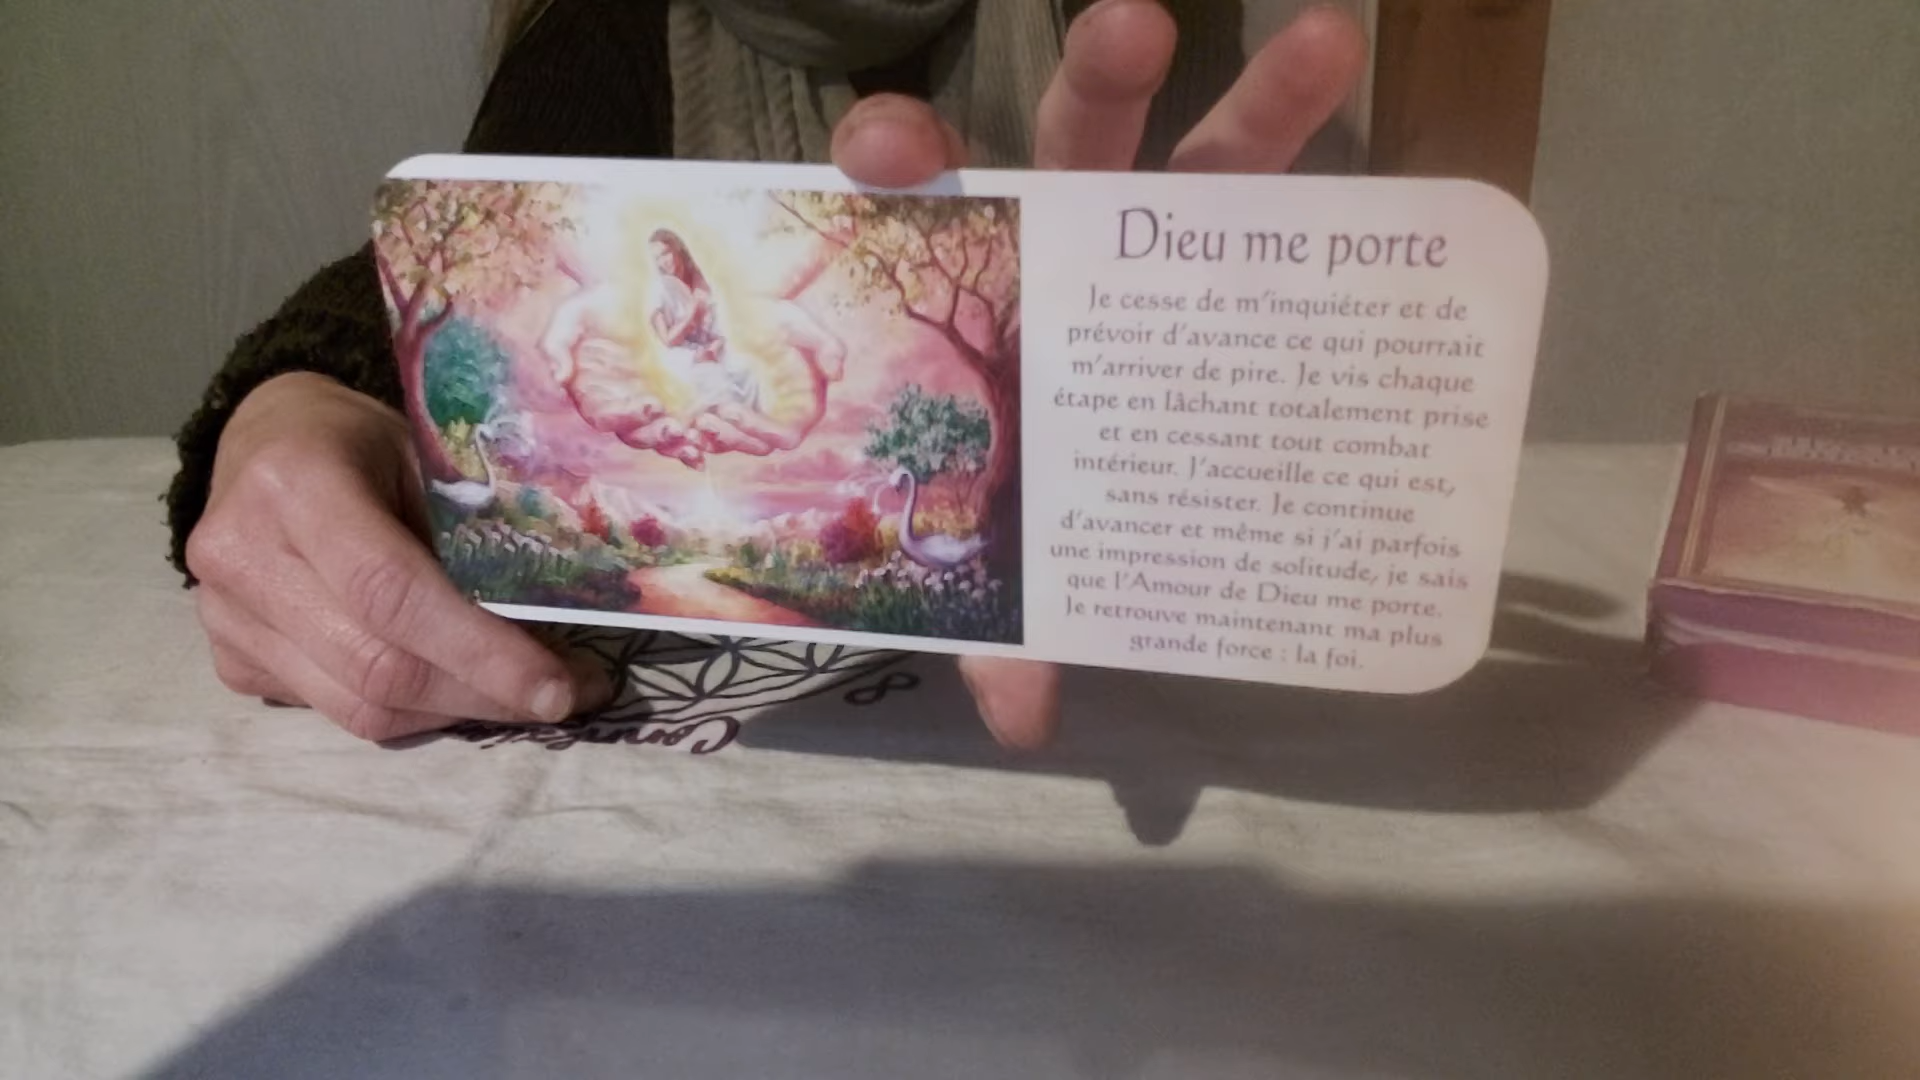 Dieu me porte
Je cesse de m'inquiéter et de
prévoir d'avance ce qui pourrait
m'arriver de pire. Je vis chaque
étape en lâchant totalement prise
et en cessant tout combat
intérieur. J'accueille ce qui est,
sans résister. Je continue
d'avancer et même si j'ai parfois
une impression de solitude, je sais
que l'Amour de Dieu me porte.
Je retrouve maintenant ma plus
grande force : la foi.